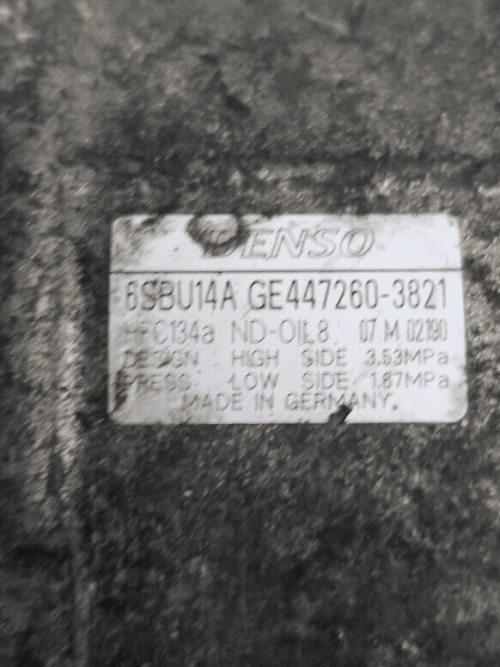 DENSO
6SBU14A GE447260-3821
HFC134a ND-OIL8 07 M 02190
DESIGN HIGH SIDE 3.53MPa
PRESS LOW SIDE 1.67MPa
MADE IN GERMANY.